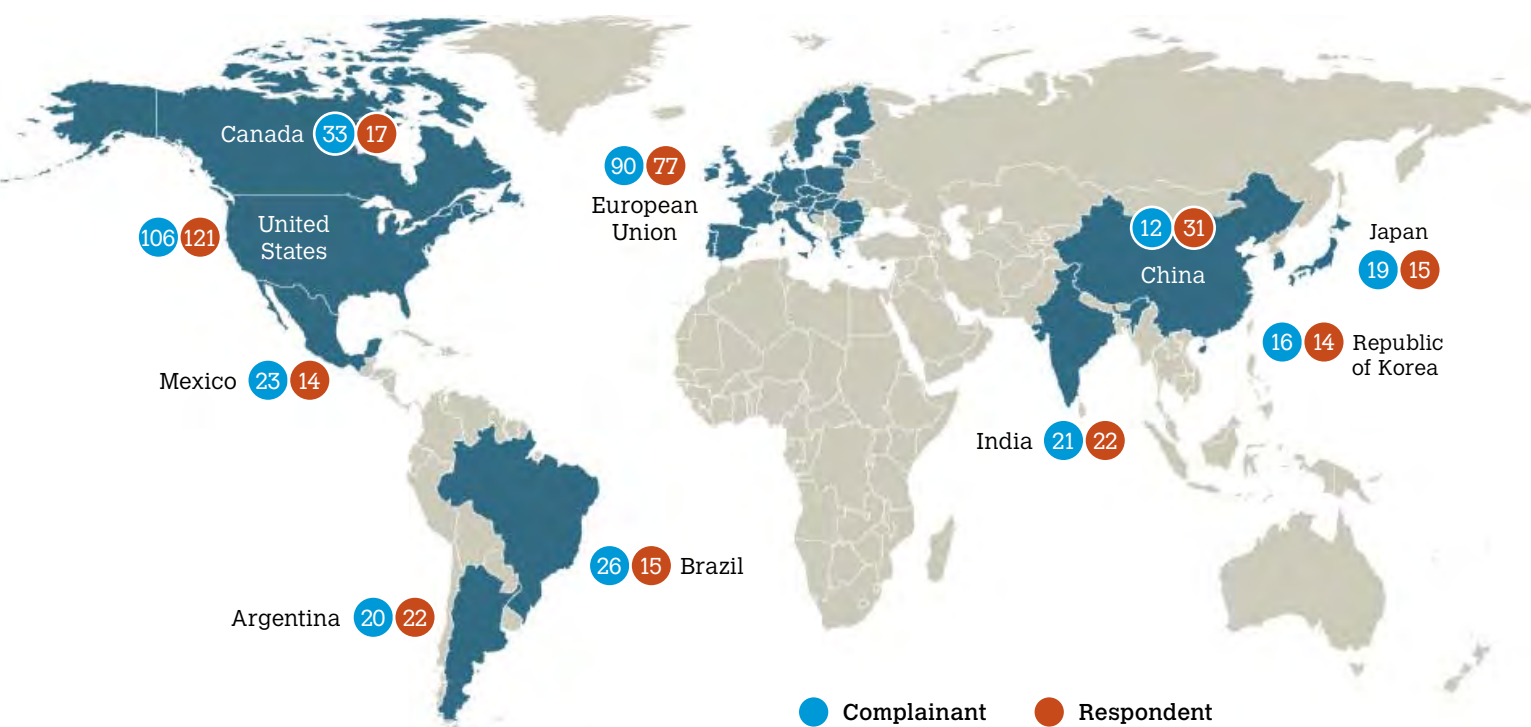 Canada 33 17
90 77
European
Union
United
States
106 121
12 31
China
Japan
19 15
16 14 Republic
of Korea
Mexico 23 14
India 21 22
26 15 Brazil
Argentina 20 22
Complainant Respondent